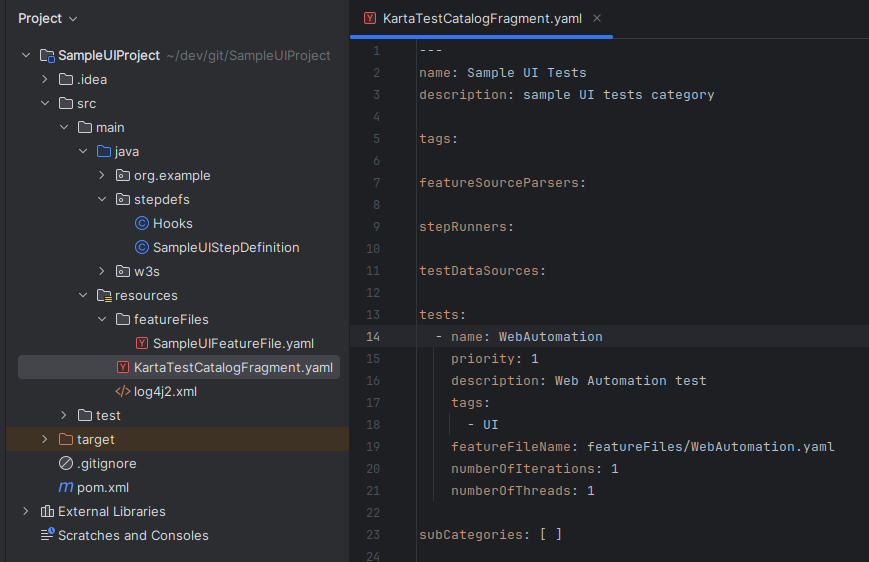 Project
SampleUIProject ~/dev/git/SampleUIProject
.idea
src
main
java
org.example
stepdefs
Hooks
SampleUIStepDefinition
w3s
resources
featureFiles
SampleUIFeatureFile.yaml
KartaTestCatalogFragment.yaml
log4j2.xml
test
target
.gitignore
pom.xml
External Libraries
Scratches and Consoles
KartaTestCatalogFragment.yaml
1 ---
2 name: Sample UI Tests
3 description: sample UI tests category
4
5 tags:
6
7 featureSourceParsers:
8
9 stepRunners:
10
11 testDataSources:
12
13 tests:
14 - name: WebAutomation
15 priority: 1
16 description: Web Automation test
17 tags:
18 - UI
19 featureFileName: featureFiles/WebAutomation.yaml
20 numberOfIterations: 1
21 numberOfThreads: 1
22
23 subCategories: [ ]
24